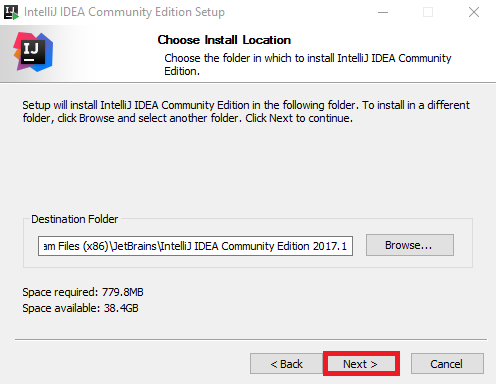 IntelliJ IDEA Community Edition Setup
IJ
Choose Install Location
Choose the folder in which to install IntelliJ IDEA Community
Edition.
Setup will install IntelliJ IDEA Community Edition in the following folder. To install in a different
folder, click Browse and select another folder. Click Next to continue.
Destination Folder
am Files (x86)\JetBrains\IntelliJ IDEA Community Edition 2017.1
Browse...
Space required: 779.8MB
Space available: 38.4GB
< Back Next > Cancel